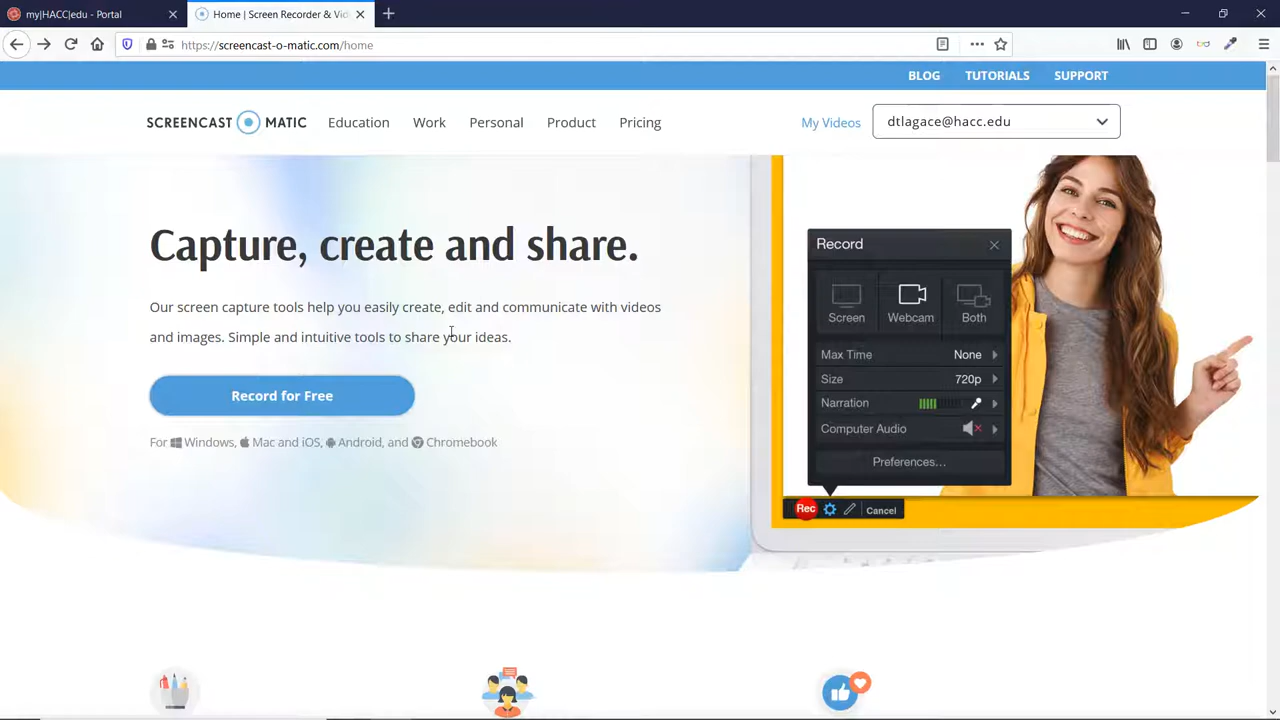 my|HACC|edu - Portal
Home | Screen Recorder & Vid
https://screencast-o-matic.com/home
BLOG TUTORIALS SUPPORT
SCREENCAST MATIC Education Work Personal Product Pricing My Videos dtlagace@hacc.edu
Capture, create and share.
Our screen capture tools help you easily create, edit and communicate with videos
and images. Simple and intuitive tools to share your ideas.
Record for Free
For Windows, Mac and iOS, Android, and Chromebook
Record
Screen Webcam Both
Max Time None
Size 720p
Narration
Computer Audio
Preferences...
Rec Cancel